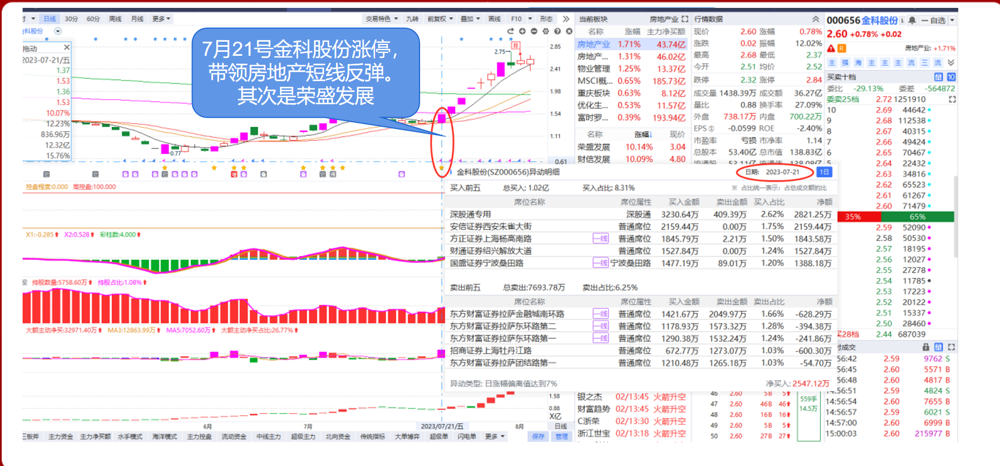 日线 30分 60分 周线 月线 更多
交易特色 九转 前复权 叠加 画线 F10 形态
7月21号金科股份涨停,
带领房地产短线反弹。
其次是荣盛发展
拖动
2023-07-21/五
1.37
1.53
1.36
1.53
10.07%
12.23%
836.96万
12.32亿
15.76%
2.75
0.77
2.85
2.41
1.98
1.54
1.11
0.61
控盘程度:0.000 高控盘:100.000
X1:-0.285 X2:0.528 彩柱数:4.000
股 持股数量:5758.60万 持股占比:1.08%
大额主动净买:32971.40万 MA3:12863.99万 MA5:7052.60万 大额主动净买占比:26.77%
1.58
0.88
X亿
6月 7月 2023/07/21/五 8月 日线
三板斧 主力资金 主力净买额 水手模式 海洋模式 主力控盘 流动资金 中线主力 超级主力 北向资金 传统指标 大单博弈 超级单 闪电单 更多 保存 管理
当前板块 房地产业
名称 涨幅 主力净买额
房地产业 1.71% 43.74亿
房地产... 1.31% 46.02亿
物业管理 1.25% 13.37亿
MSCI概... 0.65% 185.73亿
重庆板块 0.63% 8.12亿
优化生... 0.53% 11.57亿
富时罗... 0.39% 193.94亿
名称 涨幅↓ 现价
荣盛发展 10.14% 3.04
财信发展 10.09% 4.80
行情数据
现价 2.60 涨幅 0.78%
涨跌 0.02 振幅 12.02%
最高 2.68 最低 2.37
今开 2.51 均价 2.52
跌停 2.32 涨停 2.84
成交量 1438.39万 成交额 36.27亿
量比 0.88 换手率 27.09%
外盘 738.17万 内盘 700.22万
EPS① -0.0599 ROE -2.40%
市盈率 亏损 市净率 1.14
总股本 53.40亿 总市值 138.83亿
金科股份(SZ000656)异动明细 日期: 2023-07-21 1日
买入前五 总买入: 1.02亿 买入占比: 8.31% ※ 占比统一表示: 占总成交额的比
席位名称 席位属性 买入金额 卖出金额 买入占比 净额
深股通专用 深股通 3230.64万 409.39万 2.62% 2821.25万
安信证券西安朱雀大街 普通席位 2159.44万 0.00万 1.75% 2159.44万
方正证券上海杨高南路 一线 普通席位 1845.79万 2.21万 1.50% 1843.58万
财通证券绍兴解放大道 普通席位 1527.84万 0.00万 1.24% 1527.84万
国盛证券宁波桑田路 一线 宁波桑田路 1477.19万 89.01万 1.20% 1388.18万
卖出前五 总卖出:7693.78万 卖出占比:6.25%
席位名称 席位属性 买入金额 卖出金额 卖出占比 净额
东方财富证券拉萨金融城南环路 一线 普通席位 1421.67万 2049.97万 1.66% -628.29万
东方财富证券拉萨东环路第二 一线 普通席位 1178.93万 1573.32万 1.28% -394.38万
东方财富证券拉萨东环路第一 一线 普通席位 1290.38万 1532.24万 1.24% -241.86万
招商证券上海牡丹江路 普通席位 672.77万 1273.07万 1.03% -600.30万
东方财富证券拉萨团结路第一 普通席位 1210.48万 1265.18万 1.03% -54.70万
异动类型: 日涨幅偏离值达到7% 净买入: 2547.12万
银之杰 02/13:45 火箭升空
财富趋势 02/13:45 火箭升空
C浙荣 02/13:30 火箭升空
浙江世宝 02/13:18 火箭升空
46 2.60 5B 5
47 2.60 46B 46
48 2.60 16B 16
49 2.60 5B 5
50 2.60 27B 27
559手
14.5万
000656 金科股份 自选
2.60 +0.78% +0.02
R 房地产业: +1.71%
主 强 海 主 主 主 流 三 流
买卖十档 10
委比 -29.13% 委差 -564872
委卖25档 2.72 1251910
10 2.69 44642
9 2.68 112538
8 2.67 40315
7 2.66 49424
6 2.65 70467
5 2.64 22432
2.63 34816
2.62 65523
2.61 61267
2.60 71479
35% 65%
2.59 52090
2.58 50530
2.57 18195
2.56 12027
2.55 27278
2.54 11785
2.53 17223
2.52 20122
2.51 15337
2.50 28460
买28档 2.44 687039
时成交
56:42 2.59 9762 S
56:45 2.60 5571 B
56:48 2.60 4817 B
56:51 2.59 4824 S
14:56:54 2.60 7655 B
14:56:57 2.59 6021 S
14:57:00 2.60 6999 B
15:00:03 2.60 215977 B